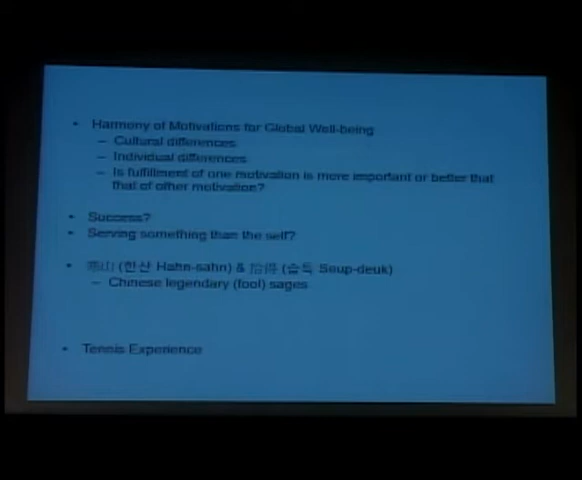 • Harmony of Motivations for Global Well-being
– Cultural differences
– Individual differences
– Is fulfillment of one motivation is more important or better that
that of other motivation?
• Success?
• Serving something than the self?
• 寒山 (한산 Hahn-sahn) & 拾得 (습득 Seup-deuk)
– Chinese legendary (fool) sages
• Tennis Experience